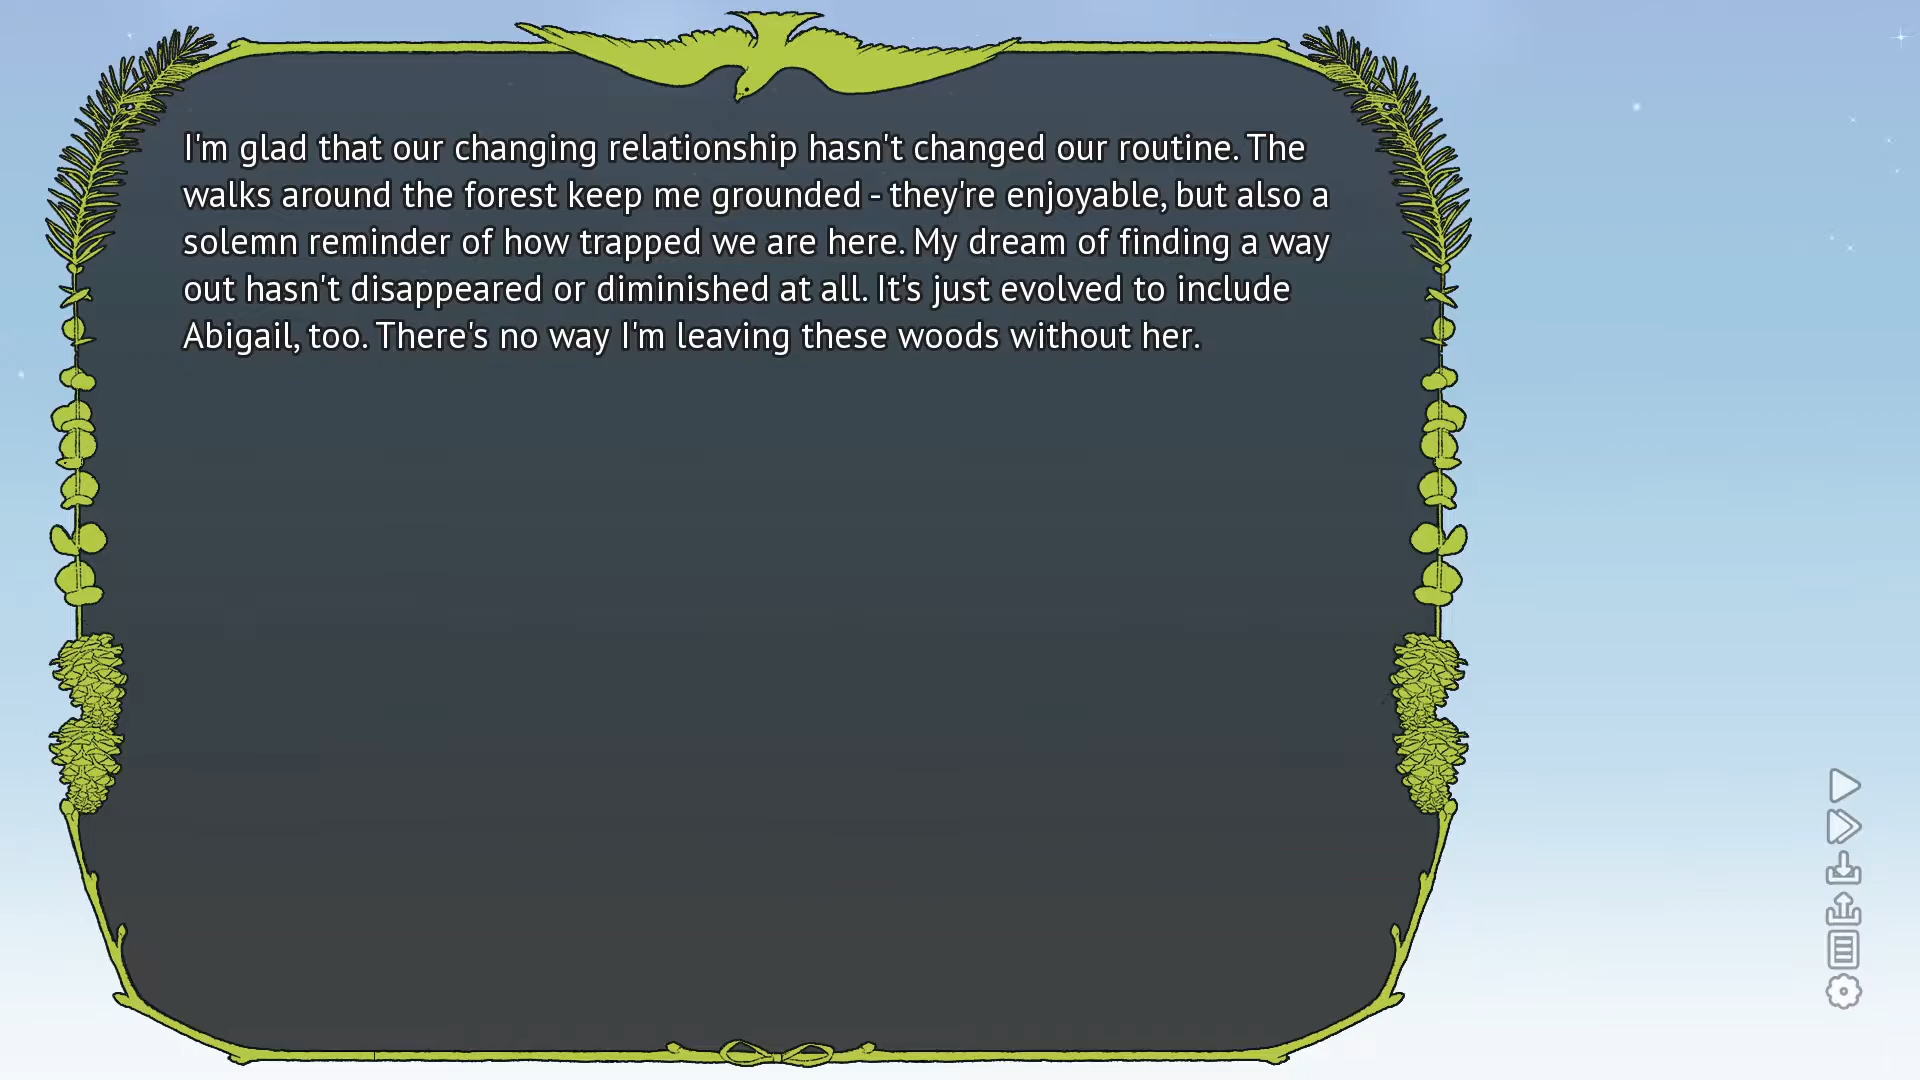 I'm glad that our changing relationship hasn't changed our routine. The
walks around the forest keep me grounded - they're enjoyable, but also a
solemn reminder of how trapped we are here. My dream of finding a way
out hasn't disappeared or diminished at all. It's just evolved to include
Abigail, too. There's no way I'm leaving these woods without her.